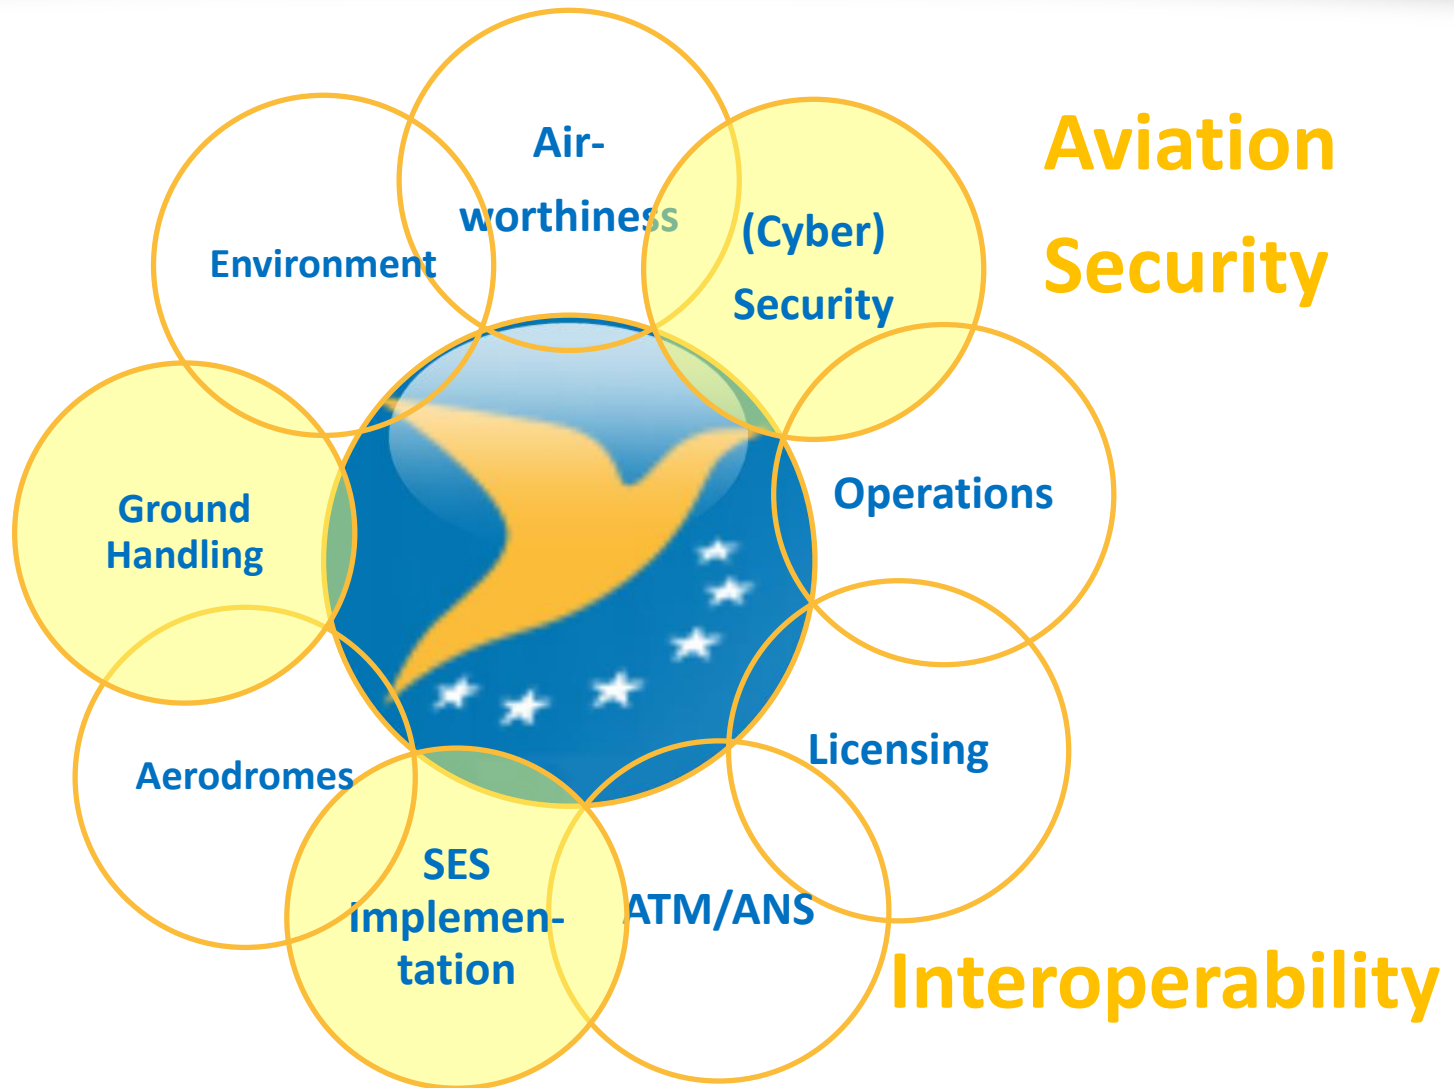 Air-
worthiness
(Cyber)
Security
Aviation
Security
Environment
Operations
Ground
Handling
Licensing
Aerodromes
SES
implemen-
tation
ATM/ANS
Interoperability